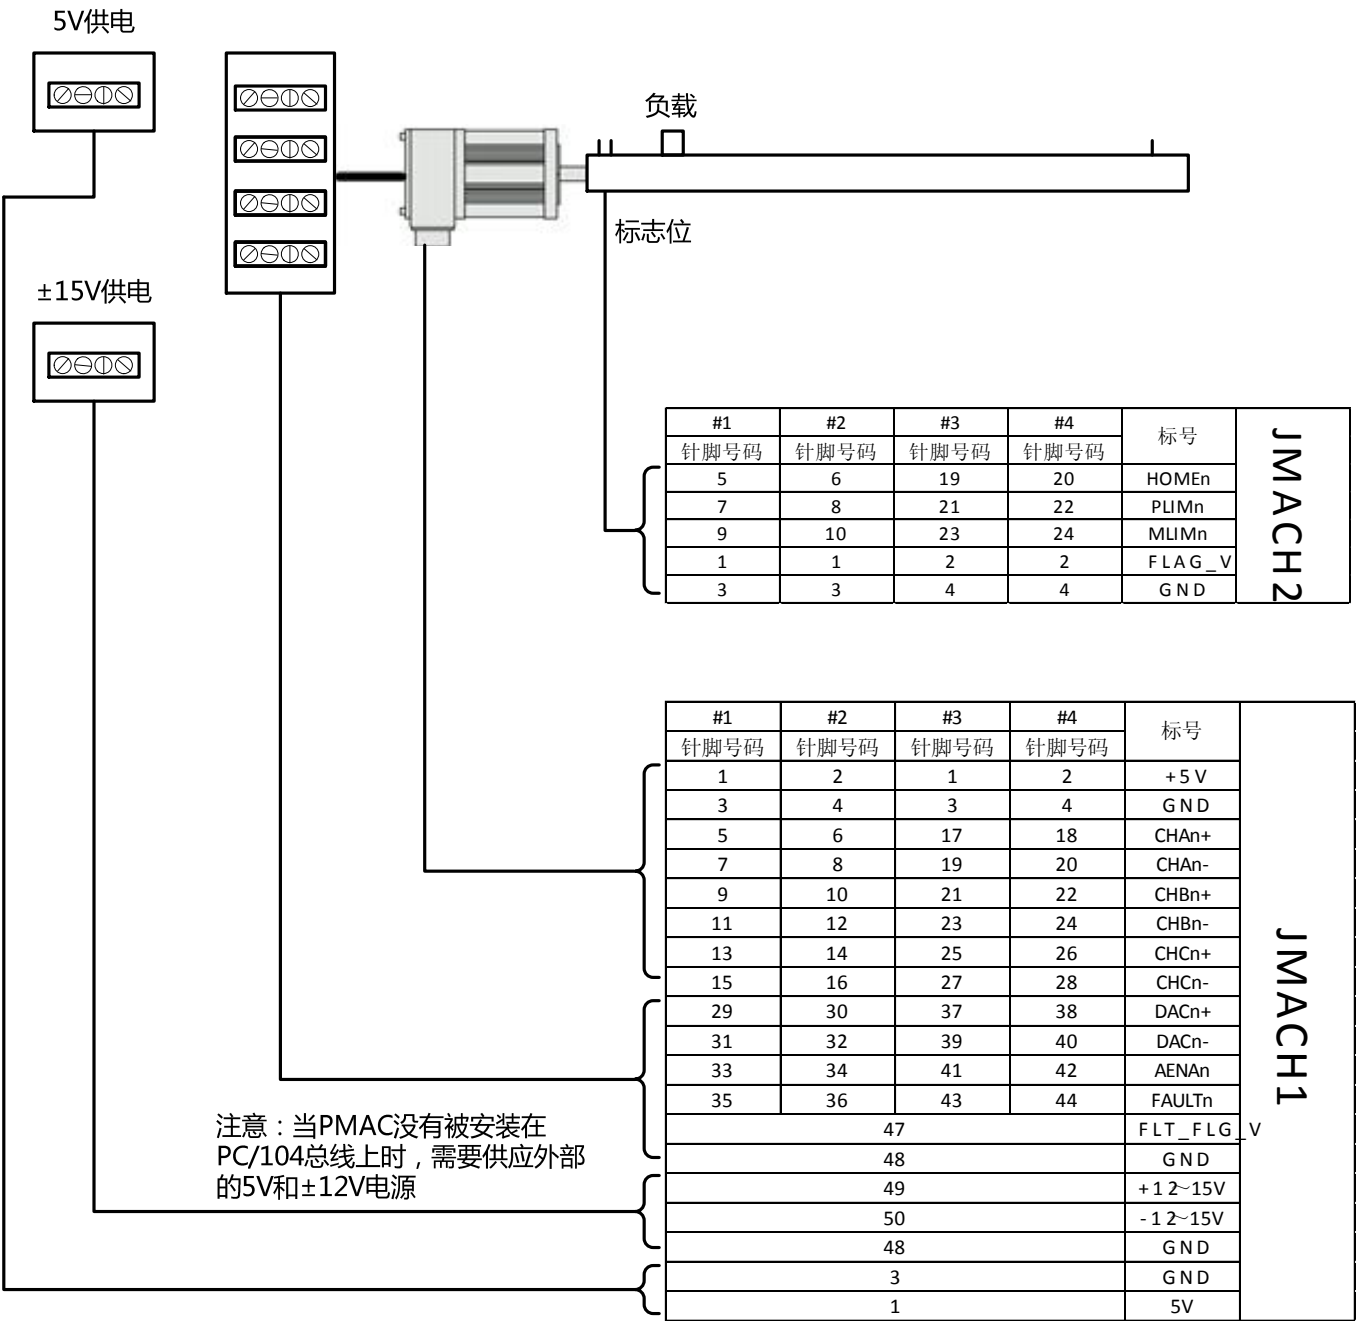 5V供电
负载
标志位
±15V供电
#1 #2 #3 #4 标号 JMACH2
针脚号码 针脚号码 针脚号码 针脚号码
5 6 19 20 HOMEn
7 8 21 22 PLIMn
9 10 23 24 MLIMn
1 1 2 2 FLAG_V
3 3 4 4 GND
#1 #2 #3 #4 标号 JMACH1
针脚号码 针脚号码 针脚号码 针脚号码
1 2 1 2 +5V
3 4 3 4 GND
5 6 17 18 CHAn+
7 8 19 20 CHAn-
9 10 21 22 CHBn+
11 12 23 24 CHBn-
13 14 25 26 CHCn+
15 16 27 28 CHCn-
29 30 37 38 DACn+
31 32 39 40 DACn-
33 34 41 42 AENAn
35 36 43 44 FAULTn
47 FLT_FLG_V
48 GND
49 +12~15V
50 -12~15V
48 GND
3 GND
1 5V
注意：当PMAC没有被安装在
PC/104总线上时，需要供应外部
的5V和±12V电源